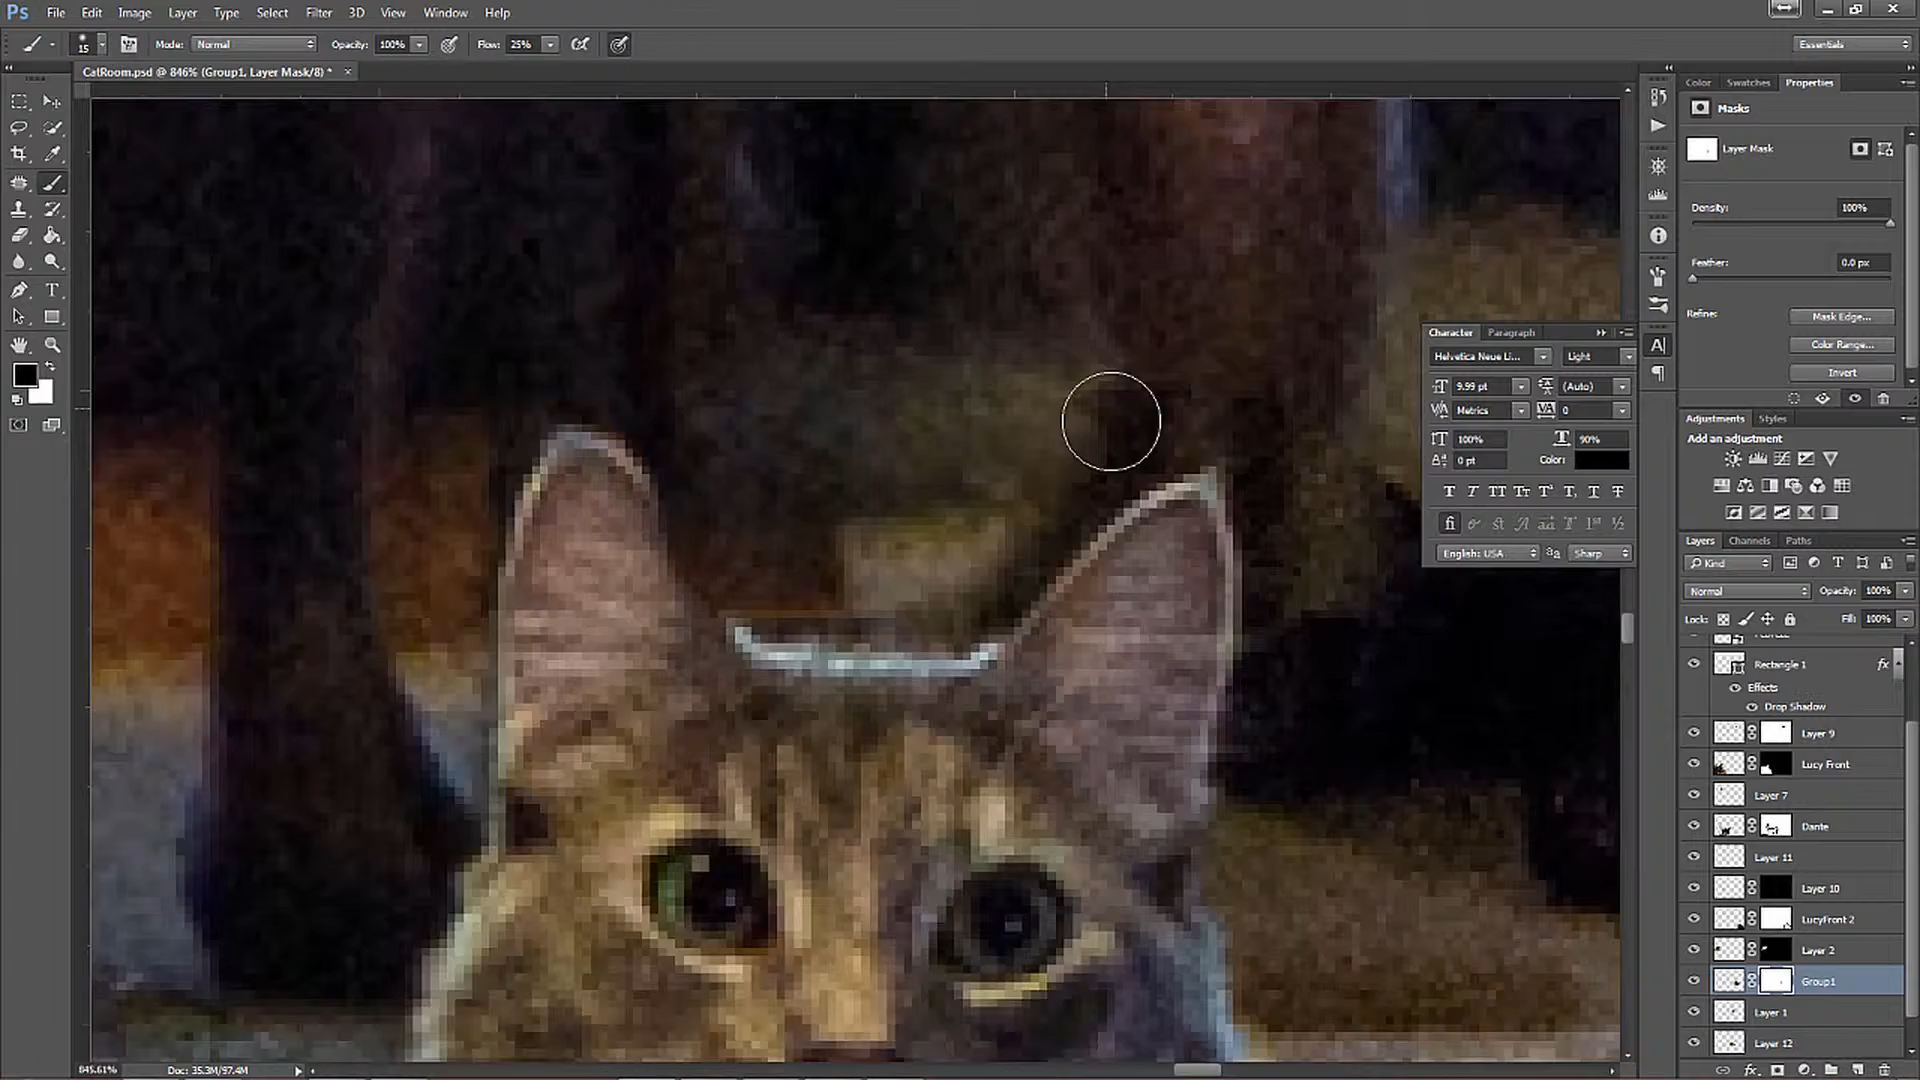 Ps File Edit Image Layer Type Select Filter 3D View Window Help
15 Mode: Normal Opacity: 100% Flow: 25% Essentials
CatRoom.psd @ 846% (Group1, Layer Mask/8) *
Color Swatches Properties
Masks
Layer Mask
Density: 100%
Feather: 0.0 px
Refine: Mask Edge...
Color Range...
Invert
Character Paragraph
Helvetica Neue Li... Light
9.99 pt (Auto)
Metrics 0
100% 90%
0 pt Color:
English: USA Sharp
Adjustments Styles
Add an adjustment
Layers Channels Paths
Kind
Normal Opacity: 100%
Lock: Fill: 100%
Rectangle 1 fx
Effects
Drop Shadow
Layer 9
Lucy Front
Layer 7
Dante
Layer 11
Layer 10
LucyFront 2
Layer 2
Group1
Layer 1
Layer 12
845.61% Doc: 35.3M/97.4M